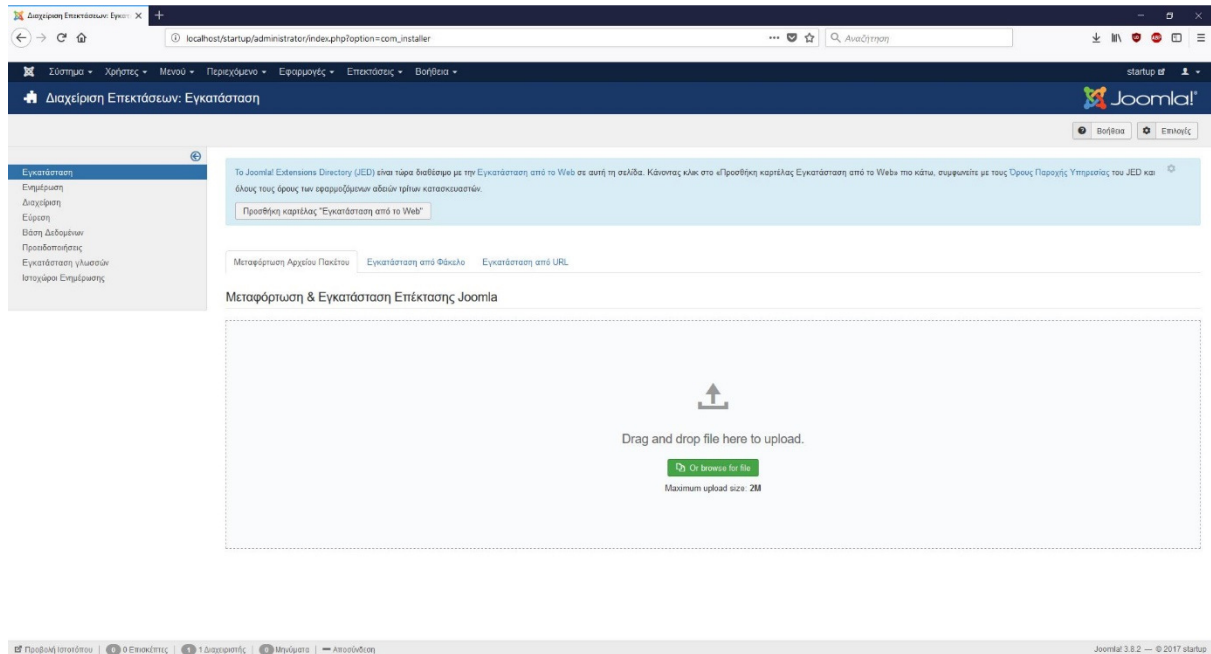 Διαχείριση Επεκτάσεων: Εγκατ
localhost/startup/administrator/index.php?option=com_installer
Αναζήτηση
Σύστημα Χρήστες Μενού Περιεχόμενο Εφαρμογές Επεκτάσεις Βοήθεια
startup
Διαχείριση Επεκτάσεων: Εγκατάσταση
Joomla!®
Βοήθεια Επιλογές
Εγκατάσταση
Ενημέρωση
Διαχείριση
Εύρεση
Βάση Δεδομένων
Προειδοποιήσεις
Εγκατάσταση γλωσσών
Ιστοχώροι Ενημέρωσης
Το Joomla! Extensions Directory (JED) είναι τώρα διαθέσιμο με την Εγκατάσταση από το Web σε αυτή τη σελίδα. Κάνοντας κλικ στο «Προσθήκη καρτέλας Εγκατάσταση από το Web» πιο κάτω, συμφωνείτε με τους Όρους Παροχής Υπηρεσίας του JED και
όλους τους όρους των εφαρμοζόμενων αδειών τρίτων κατασκευαστών.
Προσθήκη καρτέλας "Εγκατάσταση από το Web"
Μεταφόρτωση Αρχείου Πακέτου Εγκατάσταση από Φάκελο Εγκατάσταση από URL
Μεταφόρτωση & Εγκατάσταση Επέκτασης Joomla
Drag and drop file here to upload.
Or browse for file
Maximum upload size: 2M
Προβολή Ιστοτόπου | 0 0 Επισκέπτες | 1 1 Διαχειριστής | 0 Μηνύματα | Αποσύνδεση
Joomla! 3.8.2 — © 2017 startup